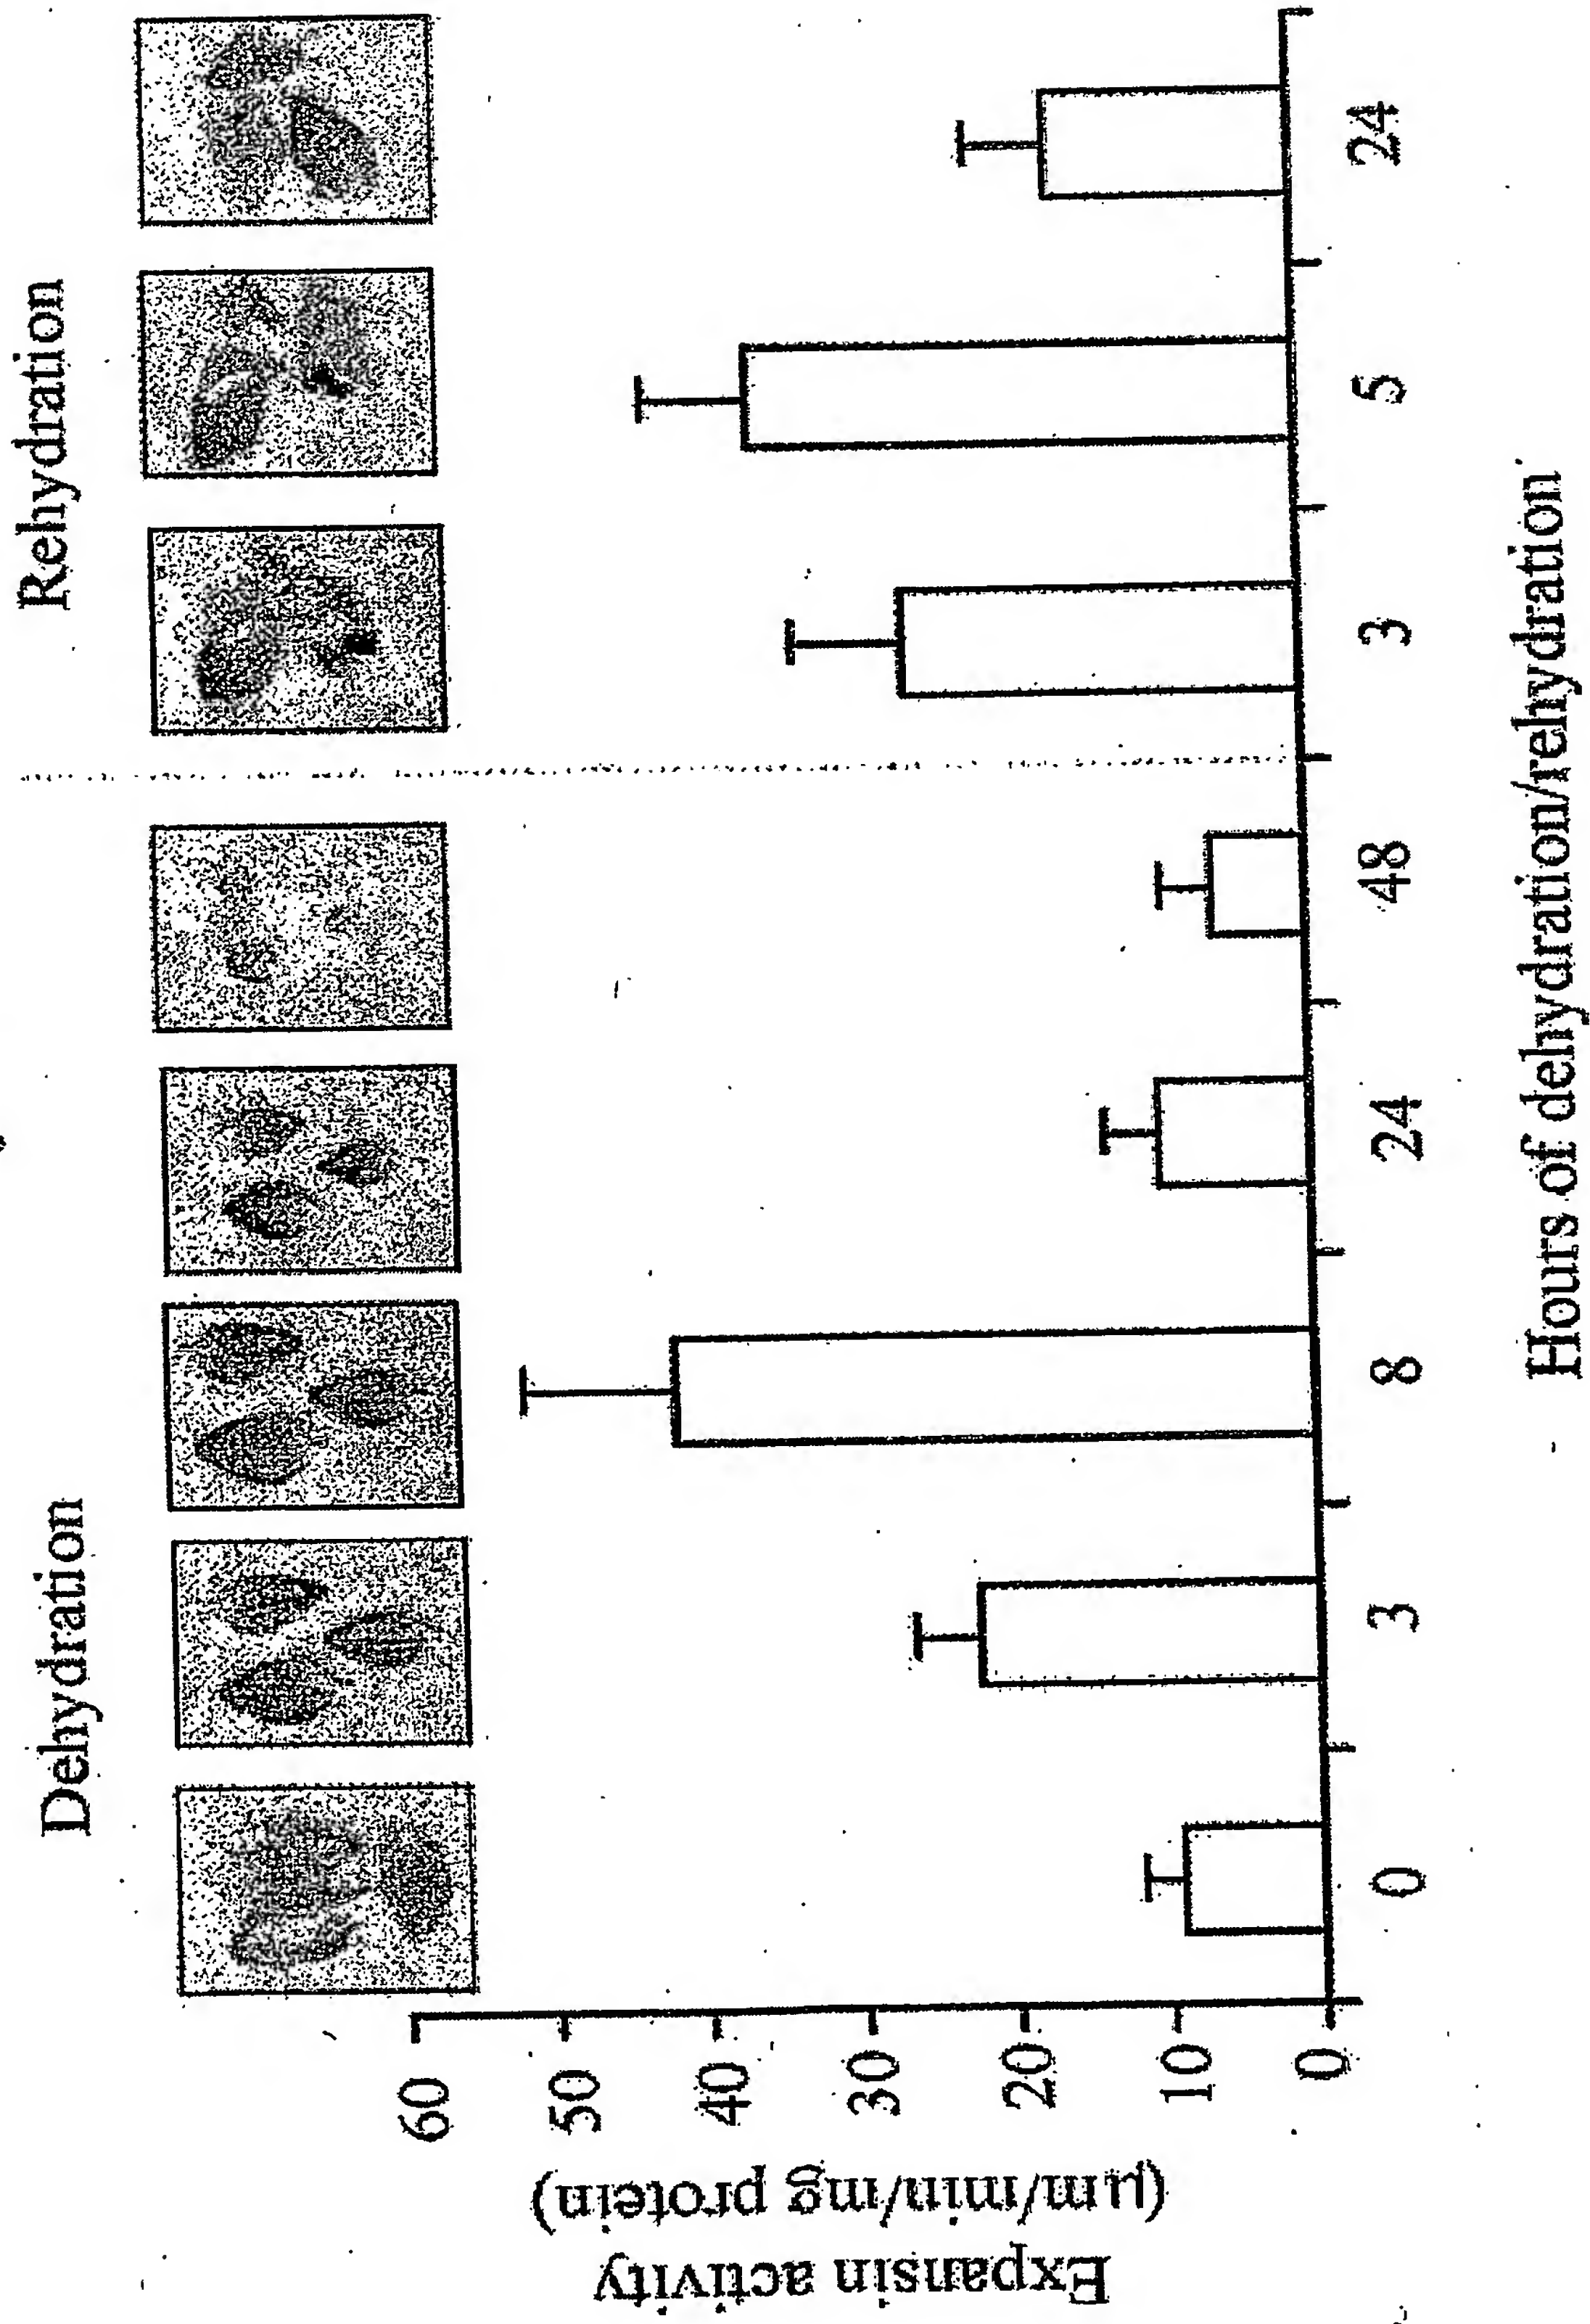 Dehydration
Rehydration
Expansin activity
(µm/min/mg protein)
60
50
40
30
20
10
0
0 3 8 24 48 3 5 24
Hours of dehydration/rehydration